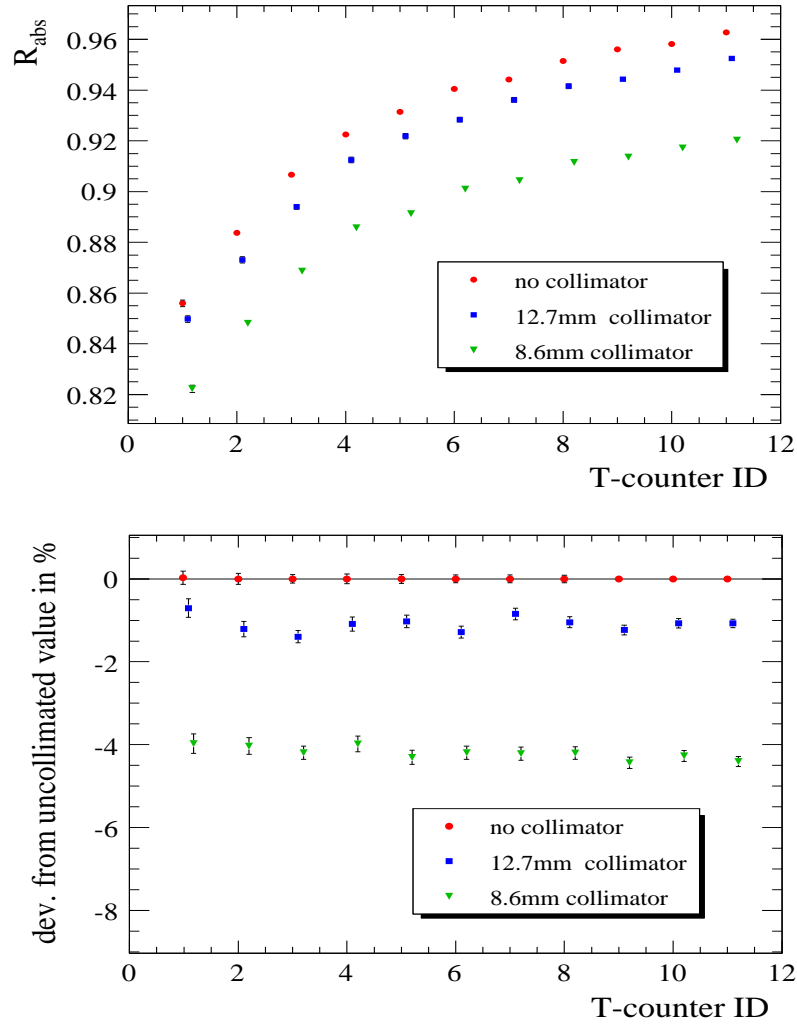 R_abs
0.96
0.94
0.92
0.9
0.88
0.86
0.84
0.82
no collimator
12.7mm collimator
8.6mm collimator
0 2 4 6 8 10 12
T-counter ID
dev. from uncollimated value in %
0
-2
-4
-6
-8
no collimator
12.7mm collimator
8.6mm collimator
0 2 4 6 8 10 12
T-counter ID